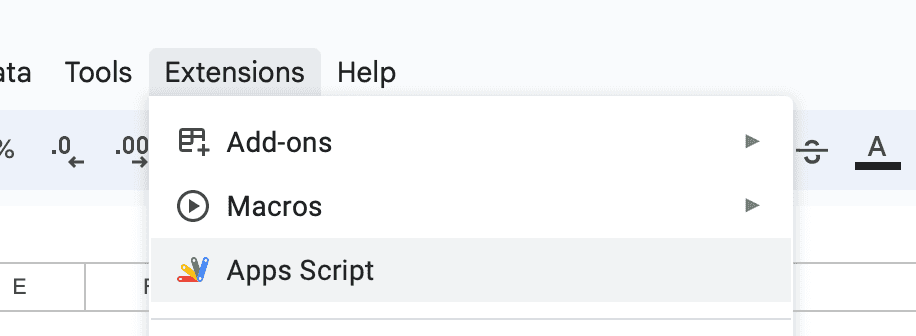 ata Tools Extensions Help
% .0 .00 A
Add-ons
Macros
Apps Script
E